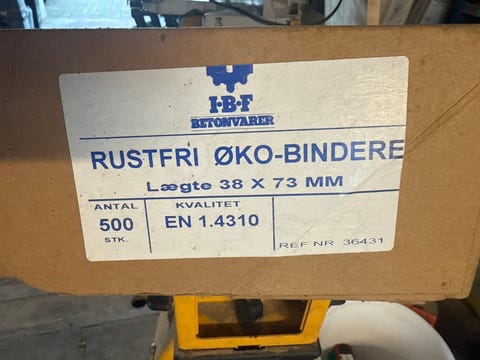 I·B·F
BETONVARER
RUSTFRI ØKO-BINDERE
Lægte 38 X 73 MM
ANTAL
500
STK.
KVALITET
EN 1.4310
REF NR 36431